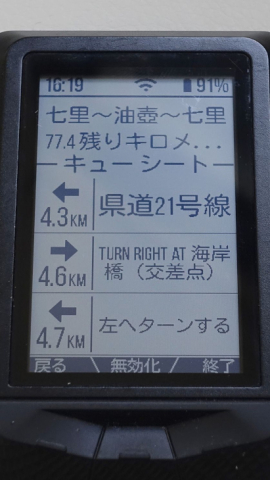 16:19 91%
七里〜油壺〜七里
77.4 残りキロメ...
キューシート
4.3KM 県道21号線
TURN RIGHT AT 海岸
4.6KM 橋（交差点）
4.7KM 左へターンする
戻る \ 無効化 / 終了